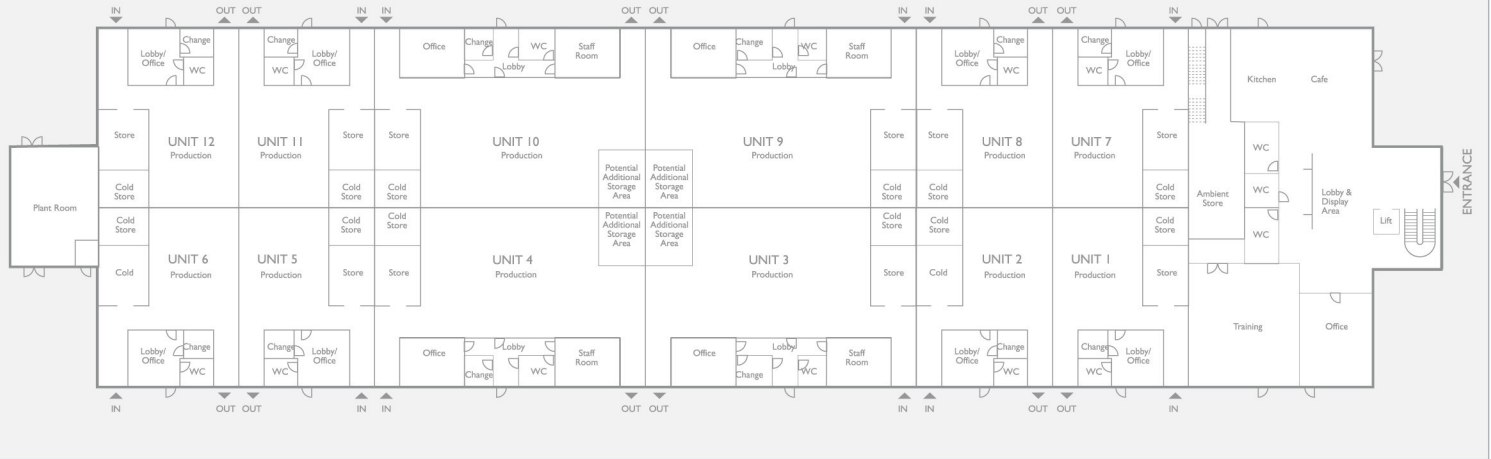 IN OUT OUT IN IN OUT OUT IN IN OUT OUT IN
Lobby/
Office
Change
WC
Change
WC
Lobby/
Office
Office
Change
WC
Lobby
Staff
Room
Office
Change
WC
Lobby
Staff
Room
Lobby/
Office
Change
WC
Change
WC
Lobby/
Office
Kitchen
Cafe
Store
UNIT 12
Production
UNIT 11
Production
Store
Store
UNIT 10
Production
UNIT 9
Production
Store
Store
UNIT 8
Production
UNIT 7
Production
Store
WC
Cold
Store
Cold
Store
Cold
Store
Potential
Additional
Storage
Area
Potential
Additional
Storage
Area
Cold
Store
Cold
Store
Cold
Store
Ambient
Store
WC
Lobby &
Display
Area
ENTRANCE
Plant Room
Cold
Store
Cold
Store
Cold
Store
Potential
Additional
Storage
Area
Potential
Additional
Storage
Area
Cold
Store
Cold
Store
Cold
Store
WC
Lift
Cold
UNIT 6
Production
UNIT 5
Production
Store
Store
UNIT 4
Production
UNIT 3
Production
Store
Cold
UNIT 2
Production
UNIT 1
Production
Store
Lobby/
Office
Change
WC
Change
WC
Lobby/
Office
Office
Lobby
Change
WC
Staff
Room
Office
Lobby
Change
WC
Staff
Room
Lobby/
Office
Change
WC
Change
WC
Lobby/
Office
Training
Office
IN OUT OUT IN IN OUT OUT IN IN OUT OUT IN